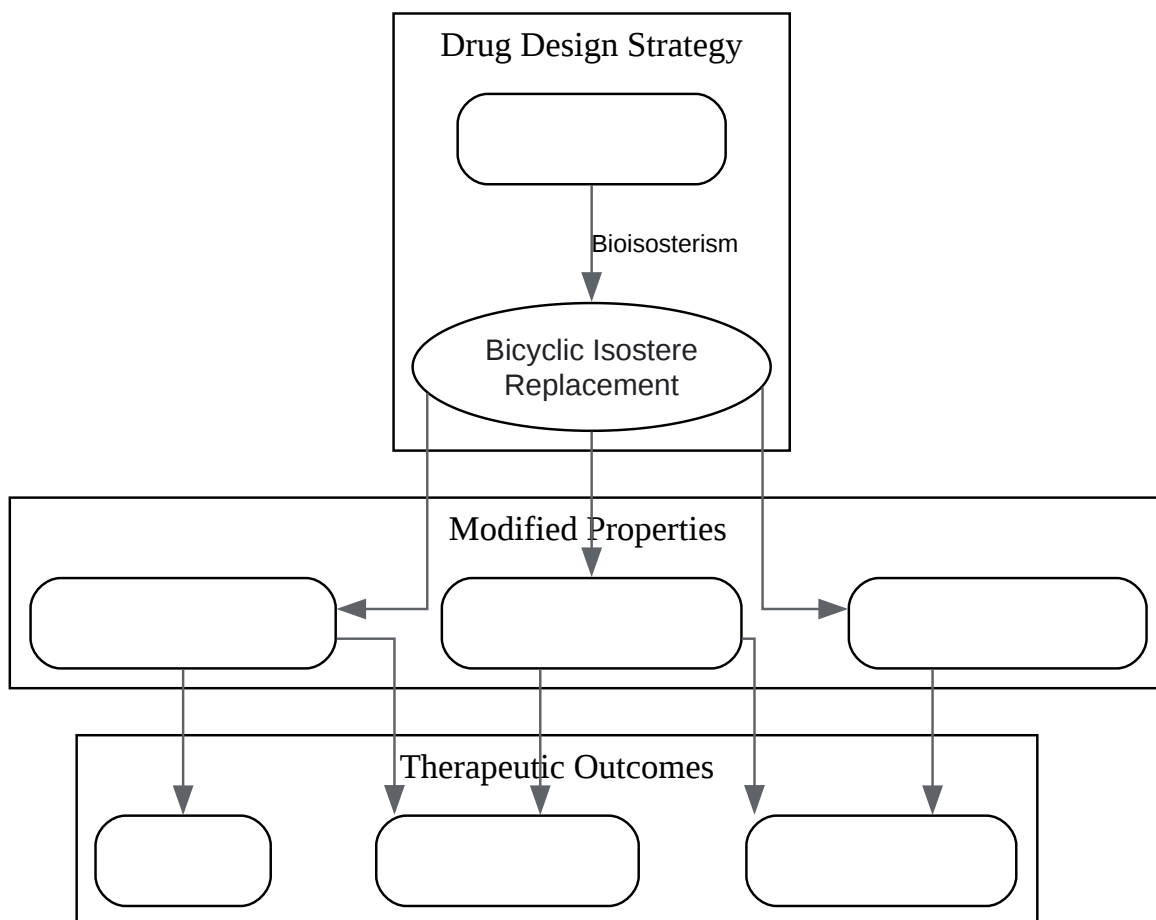 Drug Design Strategy
Bioisosterism
Bicyclic Isostere
Replacement
Modified Properties
Therapeutic Outcomes